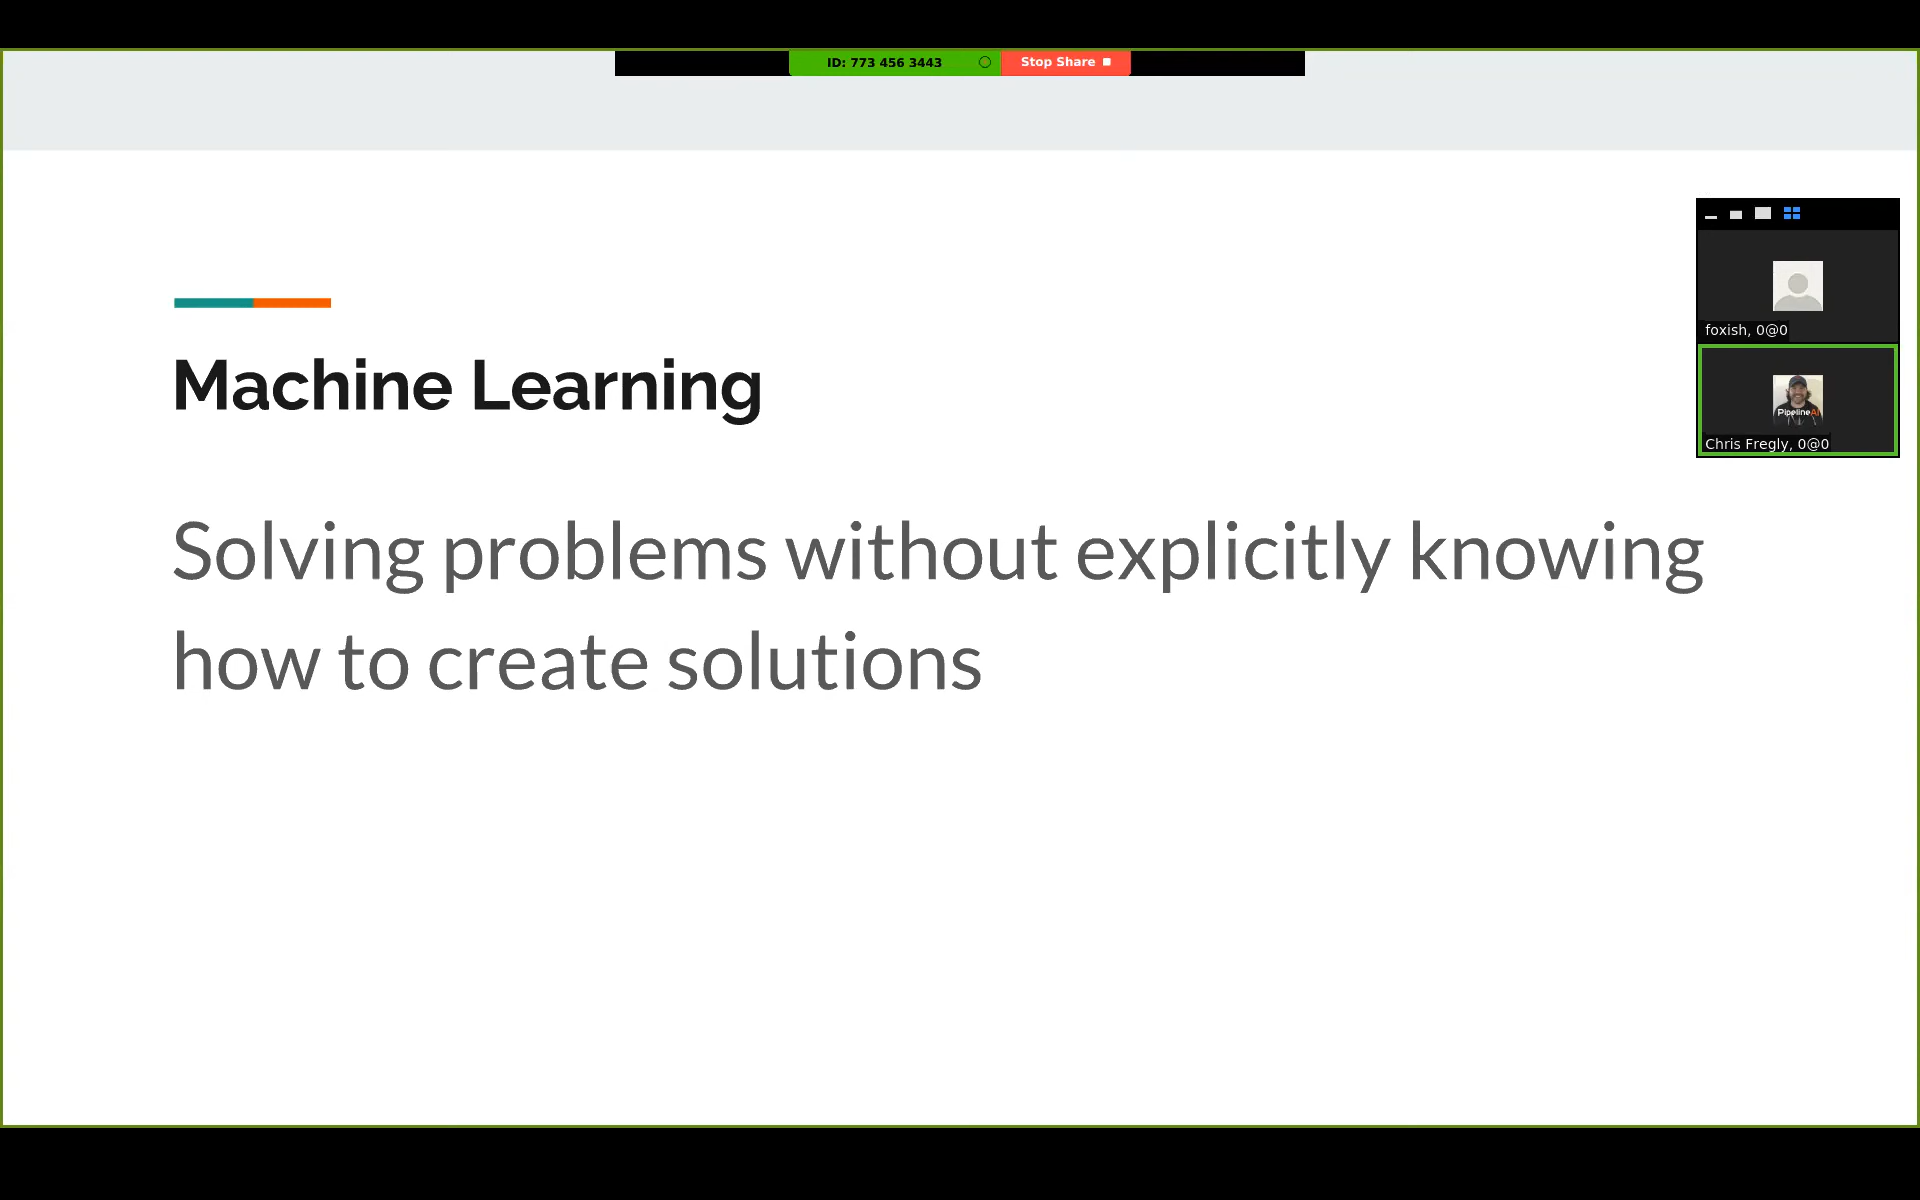 ID: 773 456 3443
Stop Share
Machine Learning
Solving problems without explicitly knowing
how to create solutions
foxish, 0@0
PipelineAI
Chris Fregly, 0@0